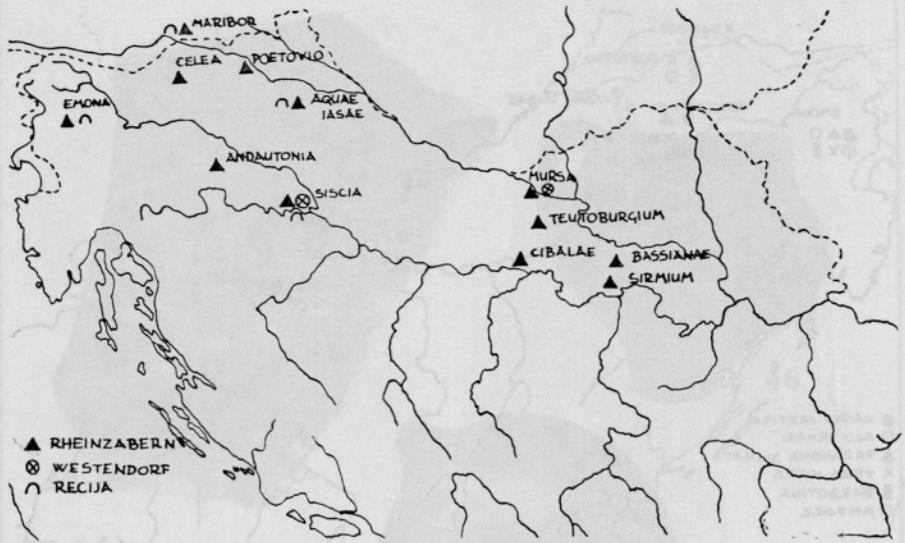 MARIBOR
CELEA
POETOVIO
EMONA
AQUAE
IASAE
ANDAUTONIA
SISCIA
MURSA
TEUTOBURGIUM
CIBALAE
BASSIANAE
SIRMIUM
RHEINZABERN
WESTENDORF
RECIJA